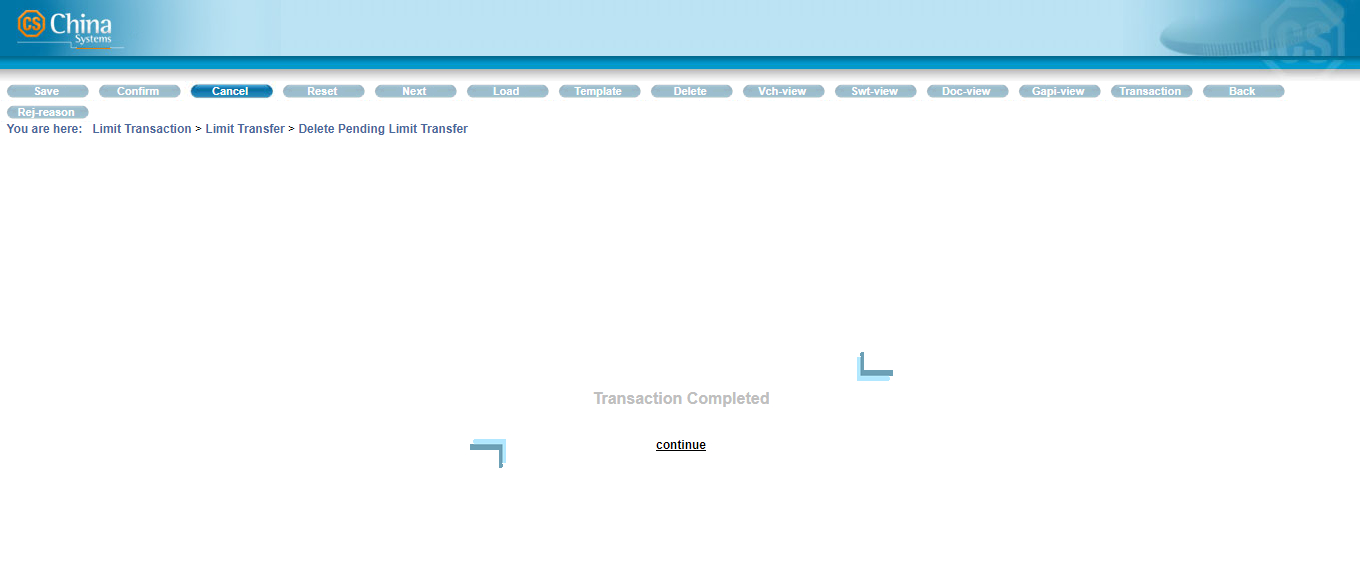 CS China
Systems
CS
Save Confirm Cancel Reset Next Load Template Delete Vch-view Swt-view Doc-view Gapi-view Transaction Back
Rej-reason
You are here: Limit Transaction > Limit Transfer > Delete Pending Limit Transfer
Transaction Completed
continue